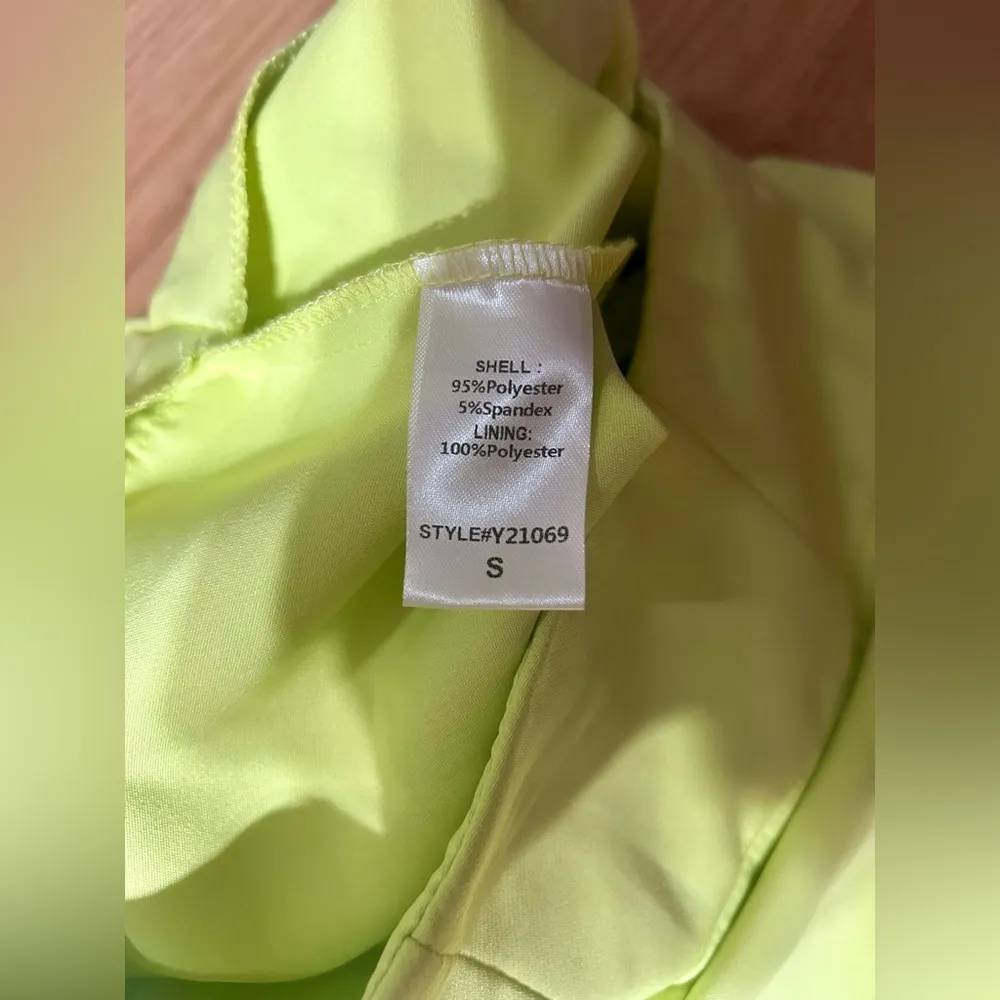 SHELL :
95%Polyester
5%Spandex
LINING:
100%Polyester
STYLE#Y21069
S